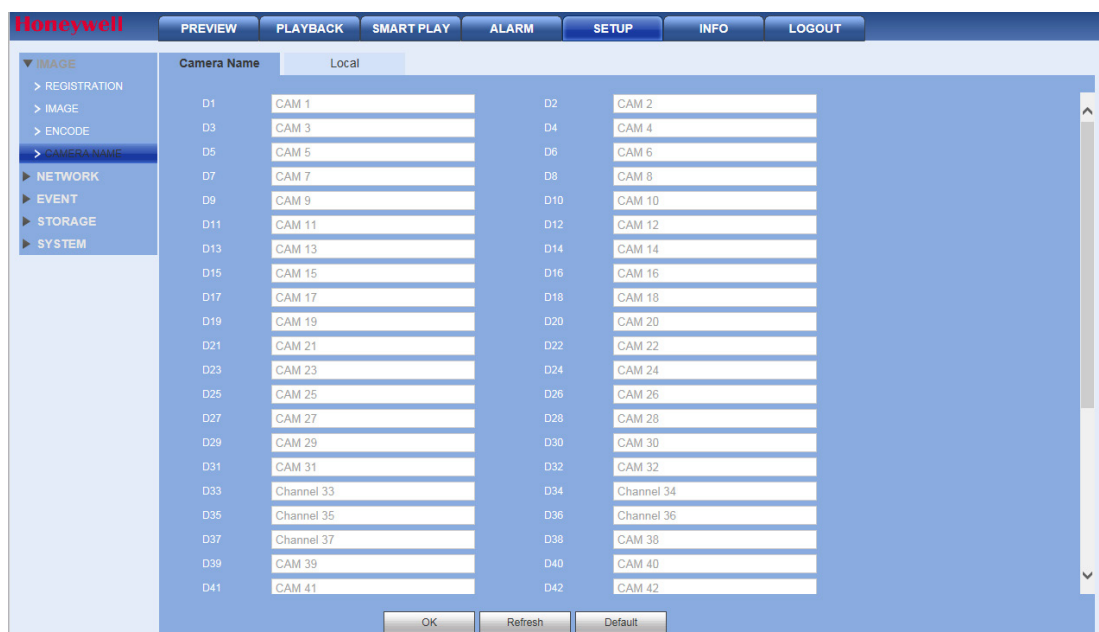 Honeywell
PREVIEW PLAYBACK SMART PLAY ALARM SETUP INFO LOGOUT
IMAGE
> REGISTRATION
> IMAGE
> ENCODE
> CAMERA NAME
NETWORK
EVENT
STORAGE
SYSTEM
Camera Name Local
D1 CAM 1 D2 CAM 2
D3 CAM 3 D4 CAM 4
D5 CAM 5 D6 CAM 6
D7 CAM 7 D8 CAM 8
D9 CAM 9 D10 CAM 10
D11 CAM 11 D12 CAM 12
D13 CAM 13 D14 CAM 14
D15 CAM 15 D16 CAM 16
D17 CAM 17 D18 CAM 18
D19 CAM 19 D20 CAM 20
D21 CAM 21 D22 CAM 22
D23 CAM 23 D24 CAM 24
D25 CAM 25 D26 CAM 26
D27 CAM 27 D28 CAM 28
D29 CAM 29 D30 CAM 30
D31 CAM 31 D32 CAM 32
D33 Channel 33 D34 Channel 34
D35 Channel 35 D36 Channel 36
D37 Channel 37 D38 CAM 38
D39 CAM 39 D40 CAM 40
D41 CAM 41 D42 CAM 42
OK Refresh Default